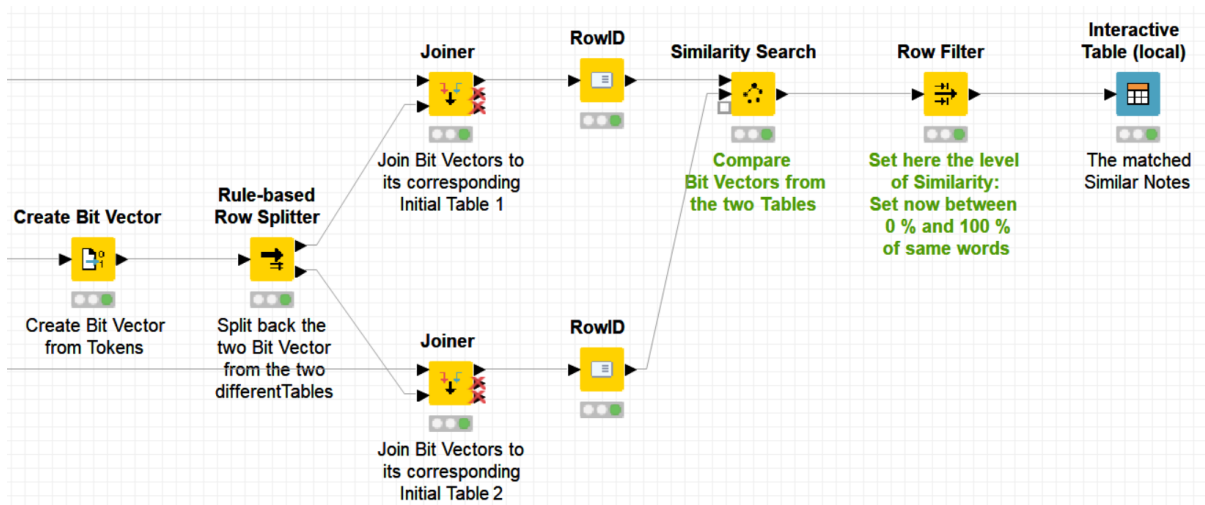 Joiner
Join Bit Vectors to
its corresponding
Initial Table 1
RowID
Similarity Search
Compare
Bit Vectors from
the two Tables
Row Filter
Set here the level
of Similarity:
Set now between
0 % and 100 %
of same words
Interactive
Table (local)
The matched
Similar Notes
Create Bit Vector
Create Bit Vector
from Tokens
Rule-based
Row Splitter
Split back the
two Bit Vector
from the two
differentTables
Joiner
Join Bit Vectors to
its corresponding
Initial Table 2
RowID